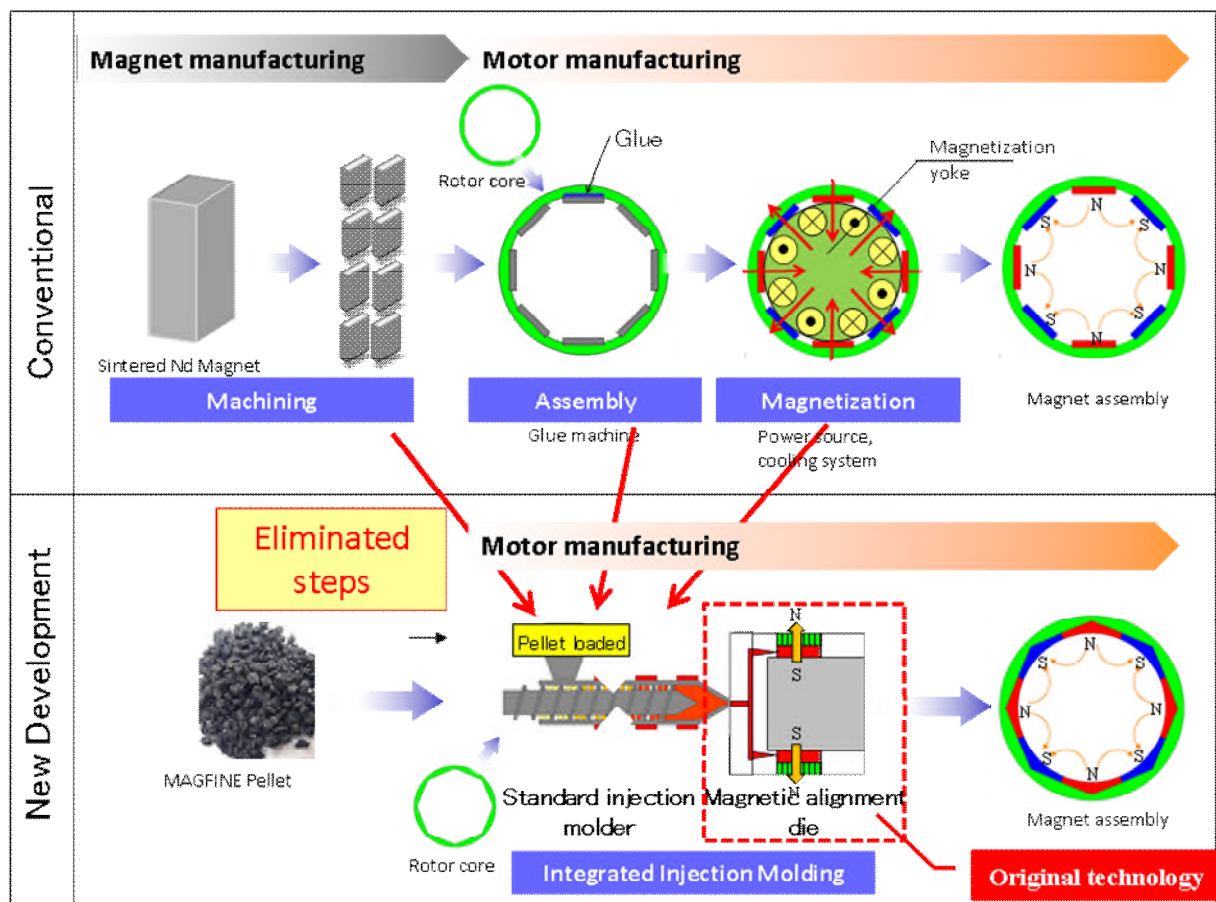 Magnet manufacturing
Motor manufacturing
Conventional
Glue
Magnetization
yoke
Rotor core
N
S
S
N
N
S
S
N
Sintered Nd Magnet
Machining
Assembly
Magnetization
Magnet assembly
Glue machine
Power source,
cooling system
New Development
Eliminated
steps
Motor manufacturing
Pellet loaded
N
S
S
N
N
S
S
N
N
S
S
N
MAGFINE Pellet
Rotor core
Standard injection
molder
Magnetic alignment
die
Magnet assembly
Integrated Injection Molding
Original technology